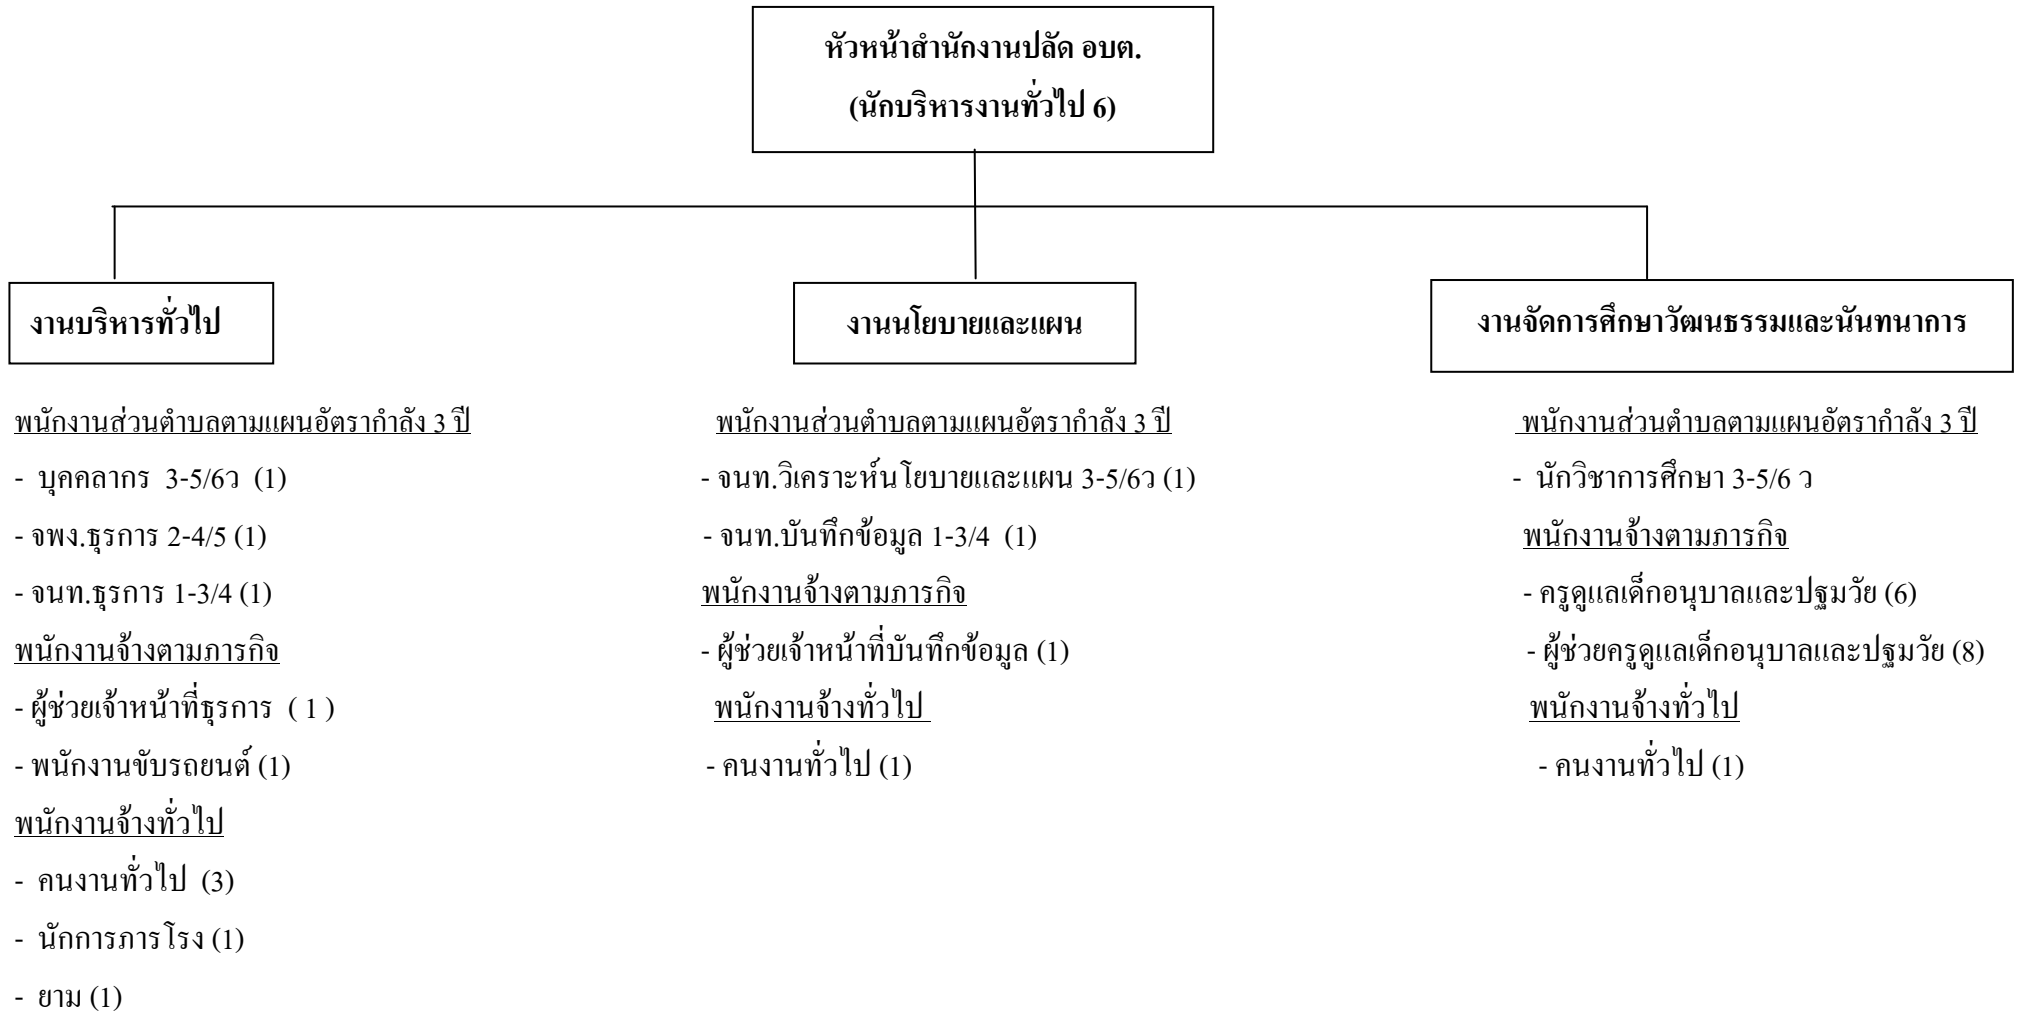 หัวหน้าสำนักงานปลัด อบต.
(นักบริหารงานทั่วไป 6)
งานบริหารทั่วไป
พนักงานส่วนตำบลตามแผนอัตรากำลัง 3 ปี
- บุคคลากร 3-5/6ว (1)
- จพง.ธุรการ 2-4/5 (1)
- จนท.ธุรการ 1-3/4 (1)
พนักงานจ้างตามภารกิจ
- ผู้ช่วยเจ้าหน้าที่ธุรการ ( 1 )
- พนักงานขับรถยนต์ (1)
พนักงานจ้างทั่วไป
- คนงานทั่วไป (3)
- นักการภารโรง (1)
- ยาม (1)
งานนโยบายและแผน
พนักงานส่วนตำบลตามแผนอัตรากำลัง 3 ปี
- จนท.วิเคราะห์นโยบายและแผน 3-5/6ว (1)
- จนท.บันทึกข้อมูล 1-3/4 (1)
พนักงานจ้างตามภารกิจ
- ผู้ช่วยเจ้าหน้าที่บันทึกข้อมูล (1)
พนักงานจ้างทั่วไป
- คนงานทั่วไป (1)
งานจัดการศึกษาวัฒนธรรมและนันทนาการ
พนักงานส่วนตำบลตามแผนอัตรากำลัง 3 ปี
- นักวิชาการศึกษา 3-5/6 ว
พนักงานจ้างตามภารกิจ
- ครูดูแลเด็กอนุบาลและปฐมวัย (6)
- ผู้ช่วยครูดูแลเด็กอนุบาลและปฐมวัย (8)
พนักงานจ้างทั่วไป
- คนงานทั่วไป (1)